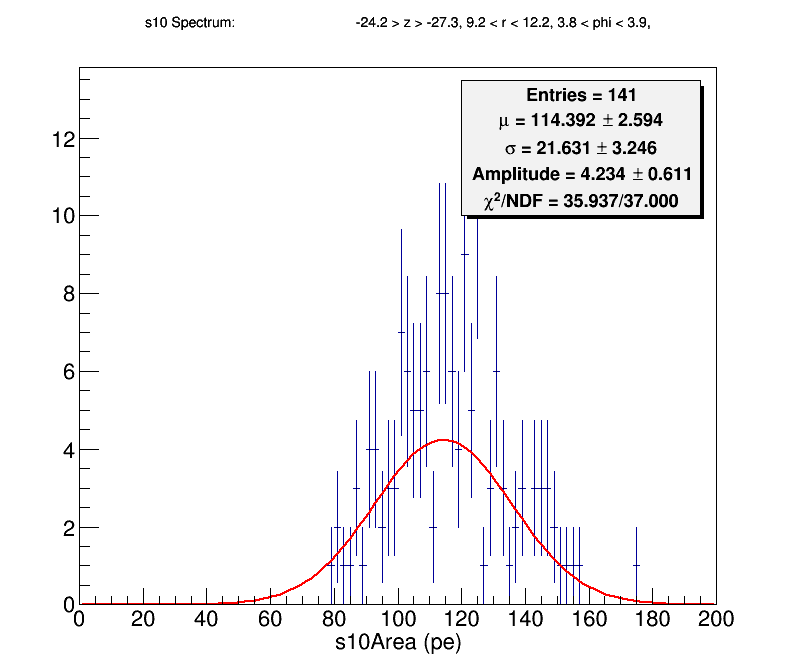 s10 Spectrum: -24.2 > z > -27.3, 9.2 < r < 12.2, 3.8 < phi < 3.9,
Entries = 141
μ = 114.392 ± 2.594
σ = 21.631 ± 3.246
Amplitude = 4.234 ± 0.611
χ²/NDF = 35.937/37.000
12
10
8
6
4
2
0
0 20 40 60 80 100 120 140 160 180 200
s10Area (pe)